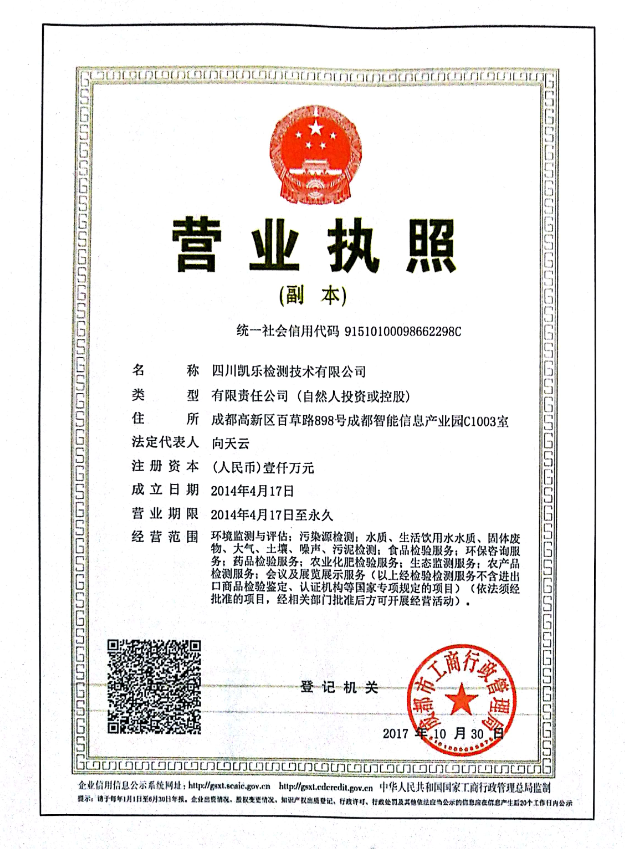 营业执照
(副 本)
统一社会信用代码 91510100098662298C
名 称 四川凯乐检测技术有限公司
类 型 有限责任公司 (自然人投资或控股)
住 所 成都高新区百草路898号成都智能信息产业园C1003室
法定代表人 向天云
注册资本 (人民币)壹仟万元
成立日期 2014年4月17日
营业期限 2014年4月17日至永久
经营范围 环境监测与评估；污染源检测；水质、生活饮用水水质、固体废
物、大气、土壤、噪声、污泥检测；食品检验服务；环保咨询服
务；药品检验服务；农业化肥检验服务；生态监测服务；农产品
检测服务；会议及展览展示服务（以上经检验检测服务不含进出
口商品检验鉴定、认证机构等国家专项规定的项目）（依法须经
批准的项目，经相关部门批准后方可开展经营活动）。
登记机关
成都市工商行政管理局
2017 年 10 月 30 日
企业信用信息公示系统网址：http://gsxt.scaic.gov.cn http://gsxt.cdcredit.gov.cn 中华人民共和国国家工商行政管理总局监制
提示：请于每年1月1日至6月30日年报。企业出资情况、股权变更情况、知识产权出质登记、行政许可、行政处罚及其他依法应当公示的信息应在信息产生后20个工作日内公示